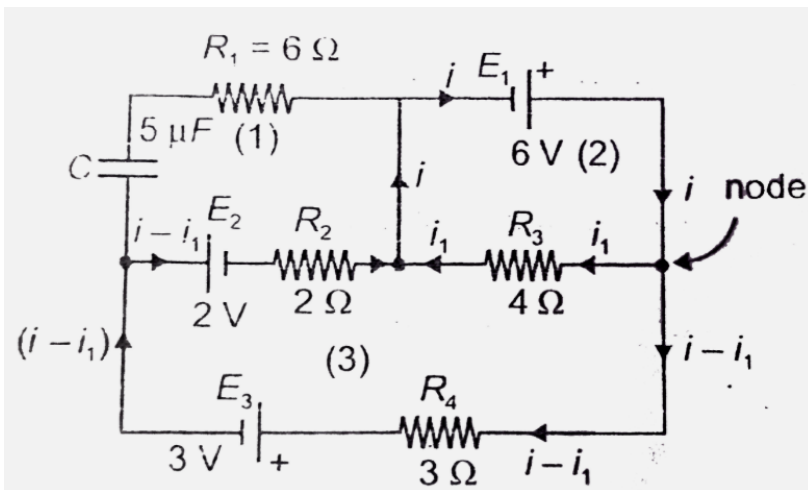 R₁ = 6 Ω
i E₁ +
5 μF (1)
6 V (2)
C
i
i node
i – i₁ E₂ R₂ i₁ R₃ i₁
2 V 2 Ω 4 Ω
(i – i₁) (3) i – i₁
E₃ R₄
3 V + 3 Ω i – i₁